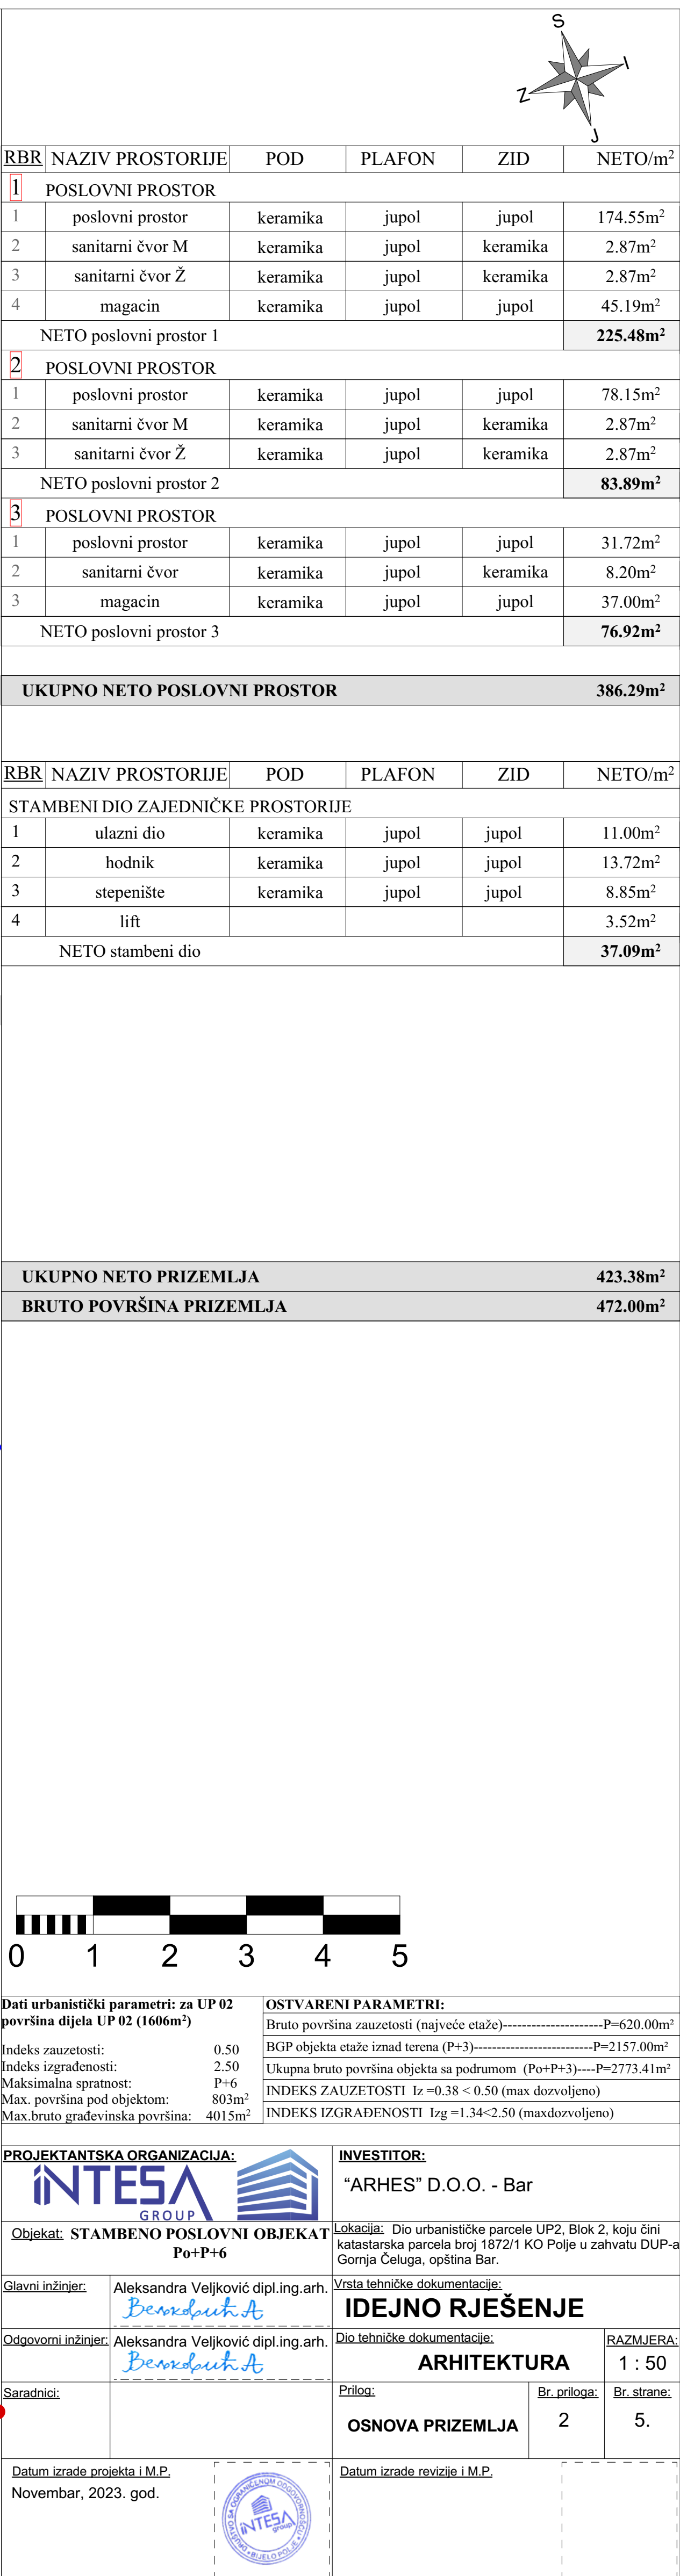 S
I
Z
J
RBR NAZIV PROSTORIJE POD PLAFON ZID NETO/m²
1 POSLOVNI PROSTOR
1 poslovni prostor keramika jupol jupol 174.55m²
2 sanitarni čvor M keramika jupol keramika 2.87m²
3 sanitarni čvor Ž keramika jupol keramika 2.87m²
4 magacin keramika jupol jupol 45.19m²
NETO poslovni prostor 1 225.48m²
2 POSLOVNI PROSTOR
1 poslovni prostor keramika jupol jupol 78.15m²
2 sanitarni čvor M keramika jupol keramika 2.87m²
3 sanitarni čvor Ž keramika jupol keramika 2.87m²
NETO poslovni prostor 2 83.89m²
3 POSLOVNI PROSTOR
1 poslovni prostor keramika jupol jupol 31.72m²
2 sanitarni čvor keramika jupol keramika 8.20m²
3 magacin keramika jupol jupol 37.00m²
NETO poslovni prostor 3 76.92m²
UKUPNO NETO POSLOVNI PROSTOR 386.29m²
RBR NAZIV PROSTORIJE POD PLAFON ZID NETO/m²
STAMBENI DIO ZAJEDNIČKE PROSTORIJE
1 ulazni dio keramika jupol jupol 11.00m²
2 hodnik keramika jupol jupol 13.72m²
3 stepenište keramika jupol jupol 8.85m²
4 lift 3.52m²
NETO stambeni dio 37.09m²
UKUPNO NETO PRIZEMLJA 423.38m²
BRUTO POVRŠINA PRIZEMLJA 472.00m²
0 1 2 3 4 5
Dati urbanistički parametri: za UP 02
površina dijela UP 02 (1606m²)
Indeks zauzetosti: 0.50
Indeks izgrađenosti: 2.50
Maksimalna spratnost: P+6
Max. površina pod objektom: 803m²
Max.bruto građevinska površina: 4015m²
OSTVARENI PARAMETRI:
Bruto površina zauzetosti (najveće etaže)---------------------P=620.00m²
BGP objekta etaže iznad terena (P+3)-------------------------P=2157.00m²
Ukupna bruto površina objekta sa podrumom (Po+P+3)----P=2773.41m²
INDEKS ZAUZETOSTI Iz =0.38 < 0.50 (max dozvoljeno)
INDEKS IZGRAĐENOSTI Izg =1.34<2.50 (maxdozvoljeno)
PROJEKTANTSKA ORGANIZACIJA:
INTESA
GROUP
INVESTITOR:
“ARHES” D.O.O. - Bar
Objekat: STAMBENO POSLOVNI OBJEKAT
Po+P+6
Lokacija: Dio urbanističke parcele UP2, Blok 2, koju čini
katastarska parcela broj 1872/1 KO Polje u zahvatu DUP-a
Gornja Čeluga, opština Bar.
Glavni inžinjer: Aleksandra Veljković dipl.ing.arh.
Вељковић А
Vrsta tehničke dokumentacije:
IDEJNO RJEŠENJE
Odgovorni inžinjer: Aleksandra Veljković dipl.ing.arh.
Вељковић А
Dio tehničke dokumentacije:
ARHITEKTURA
RAZMJERA:
1 : 50
Saradnici:
Prilog:
OSNOVA PRIZEMLJA
Br. priloga:
2
Br. strane:
5.
Datum izrade projekta i M.P.
Novembar, 2023. god.
DRUŠTVO SA OGRANIČENOM ODGOVORNOŠĆU
INTESA
group
BIJELO POLJE
Datum izrade revizije i M.P.